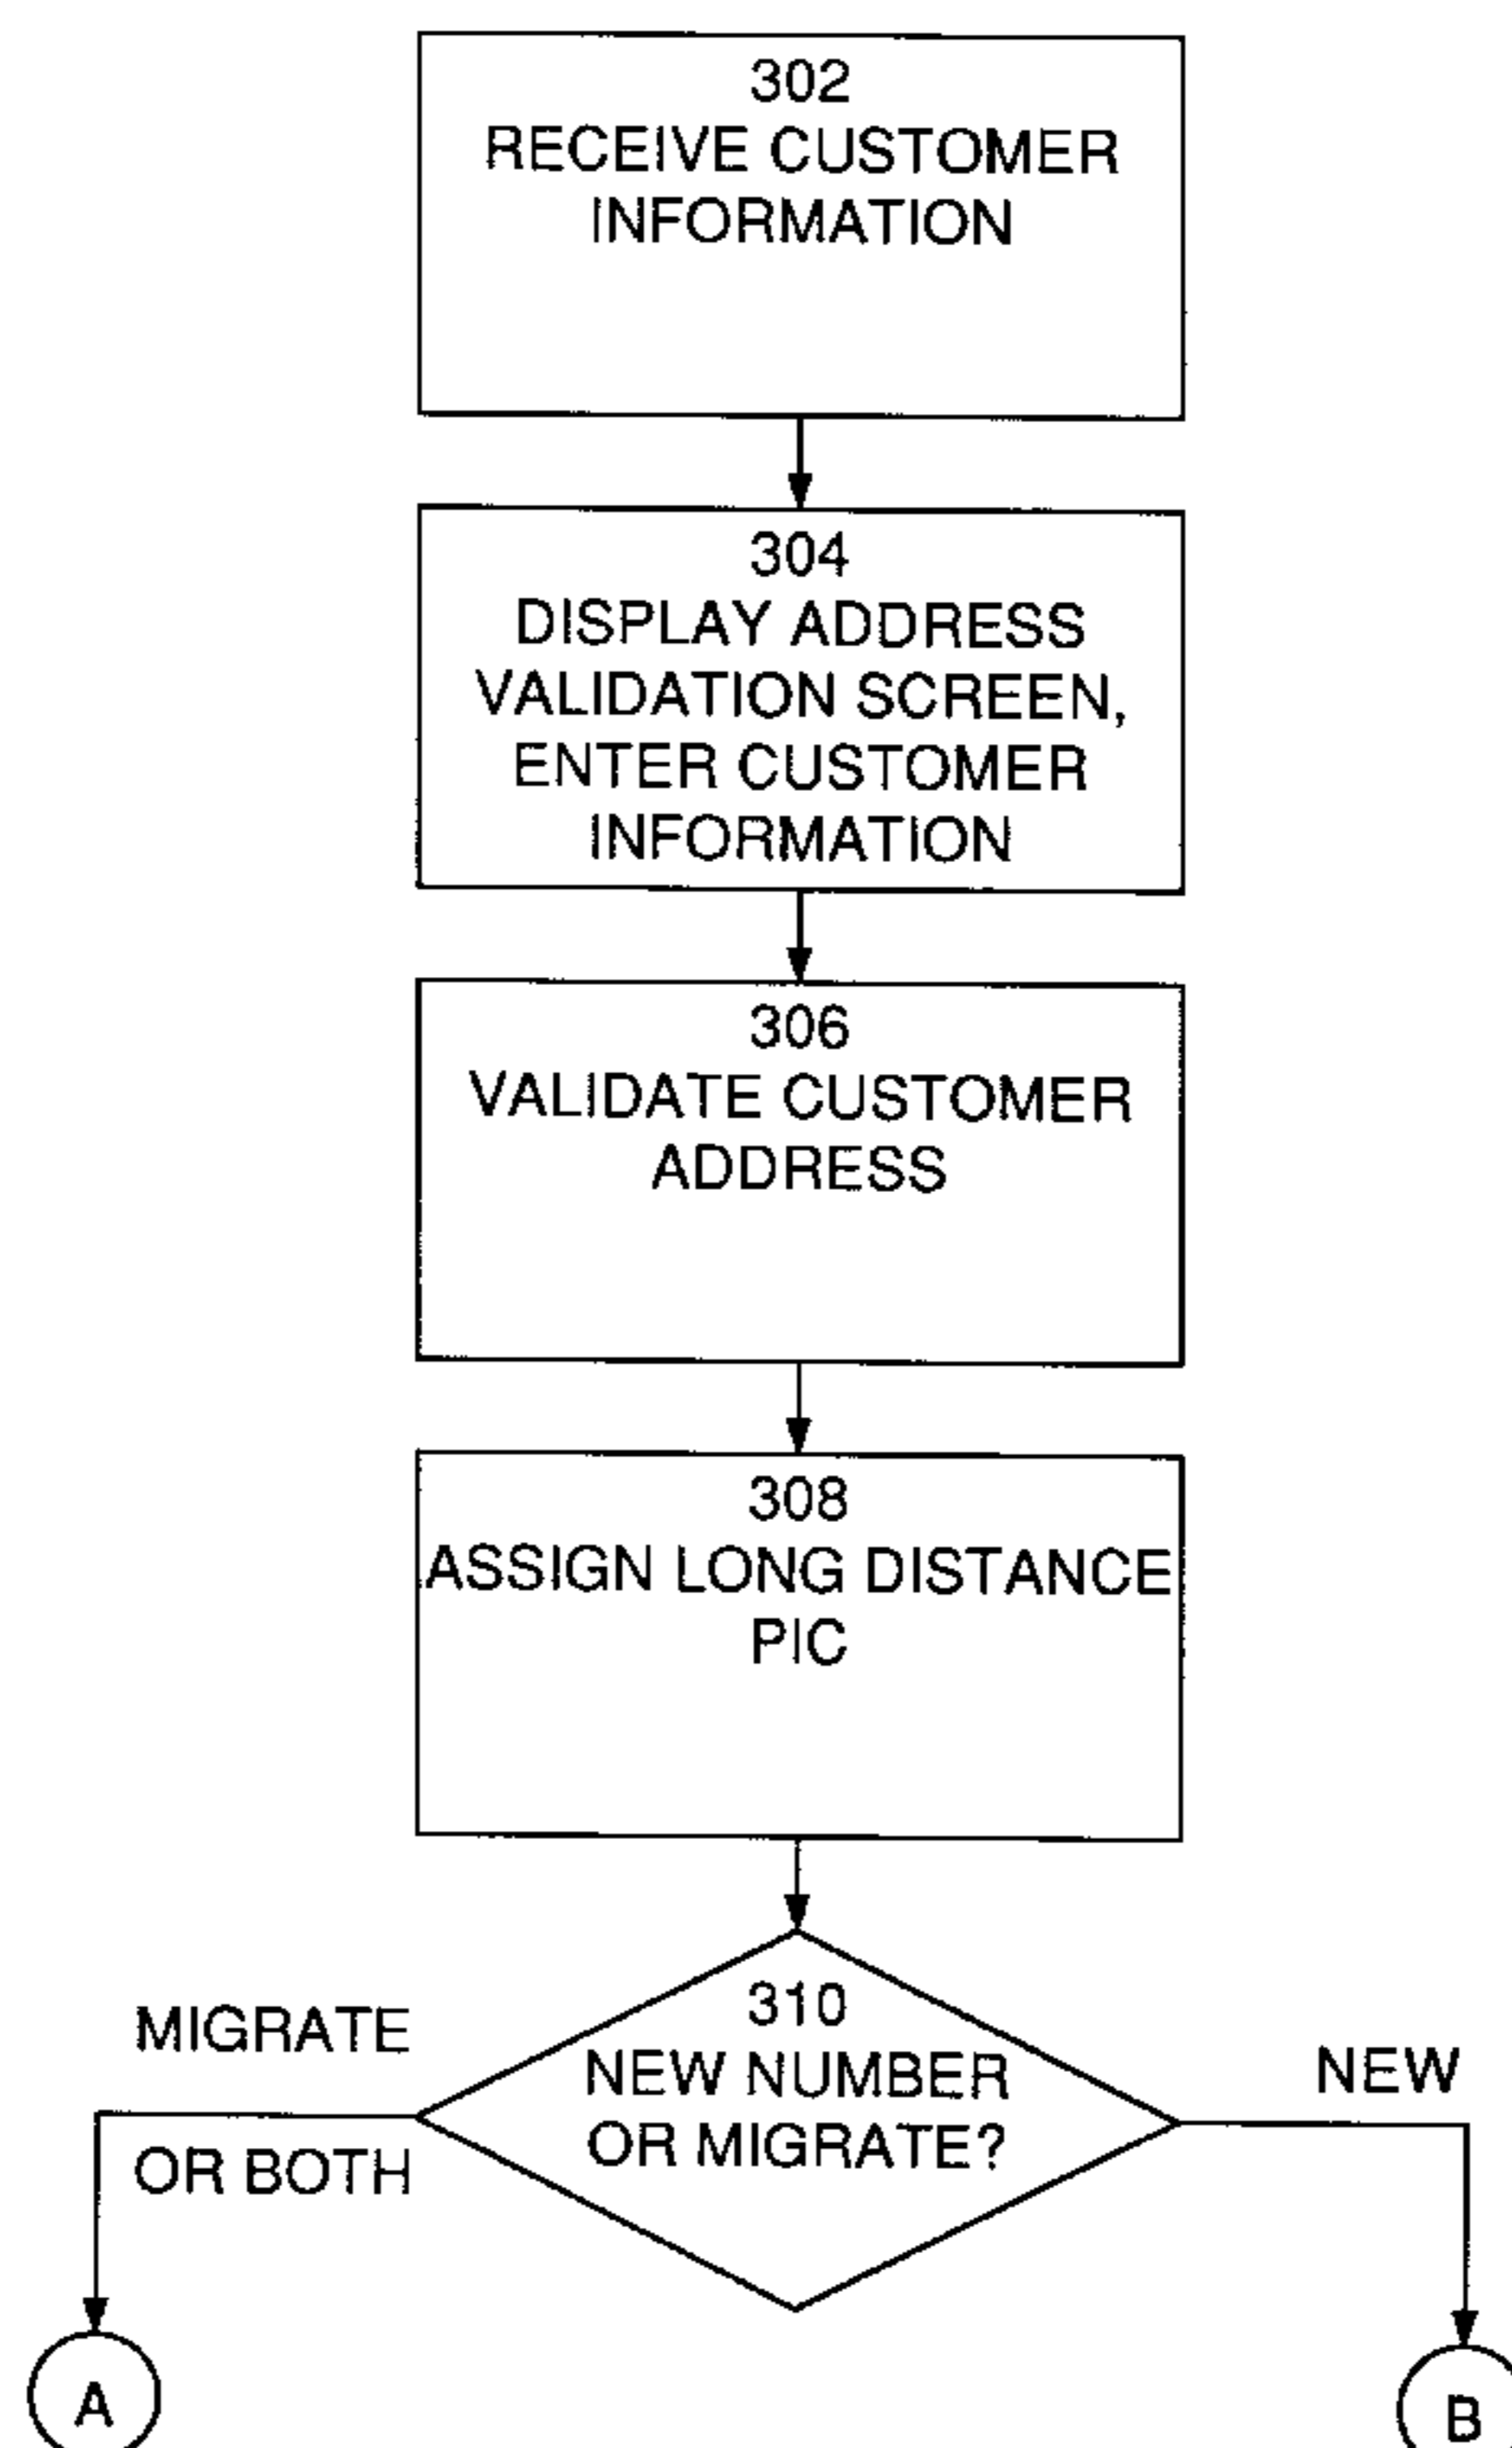 302
RECEIVE CUSTOMER
INFORMATION
304
DISPLAY ADDRESS
VALIDATION SCREEN,
ENTER CUSTOMER
INFORMATION
306
VALIDATE CUSTOMER
ADDRESS
308
ASSIGN LONG DISTANCE
PIC
310
NEW NUMBER
OR MIGRATE?
MIGRATE
OR BOTH
NEW
A
B